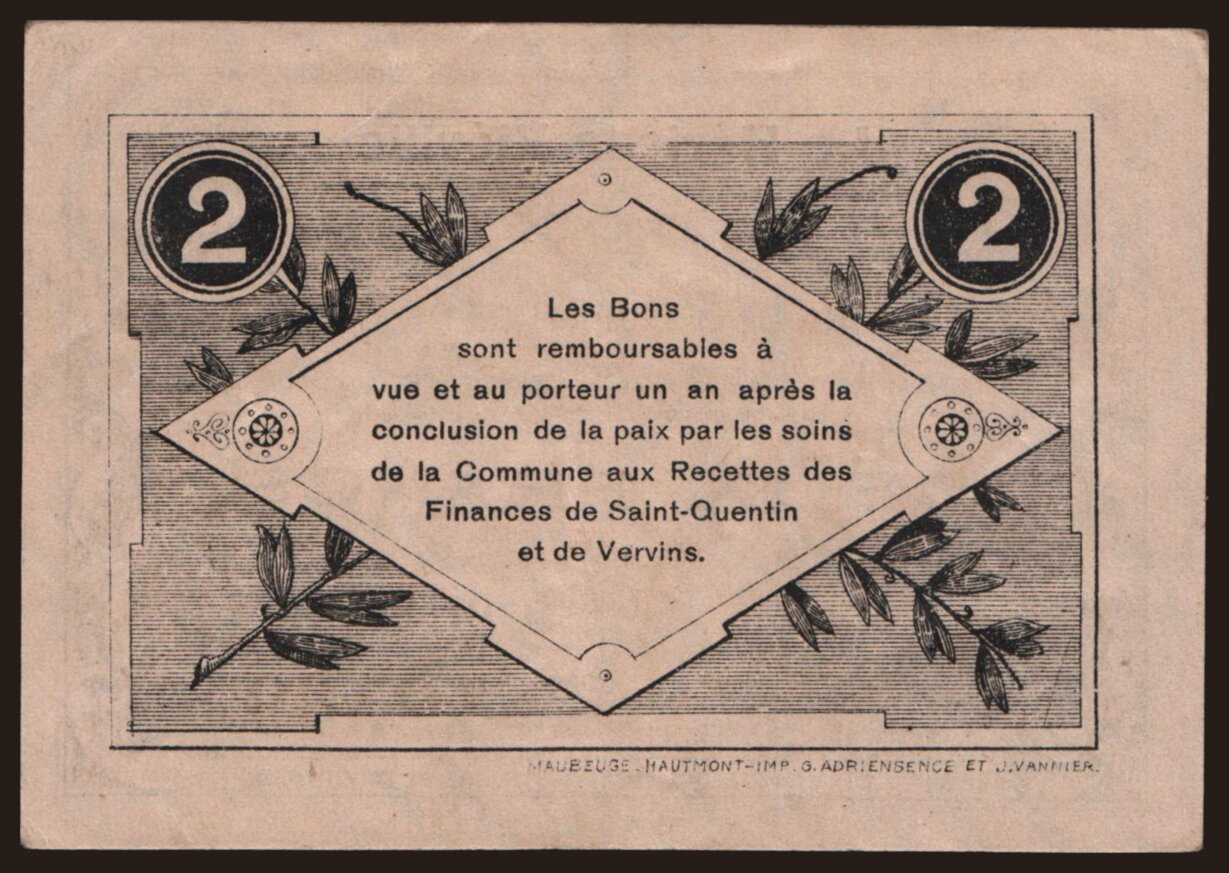 2 2
Les Bons
sont remboursables à
vue et au porteur un an après la
conclusion de la paix par les soins
de la Commune aux Recettes des
Finances de Saint-Quentin
et de Vervins.
MAUBEUGE - HAUTMONT-IMP. G. ADRIENSENCE ET J. VANNIER.